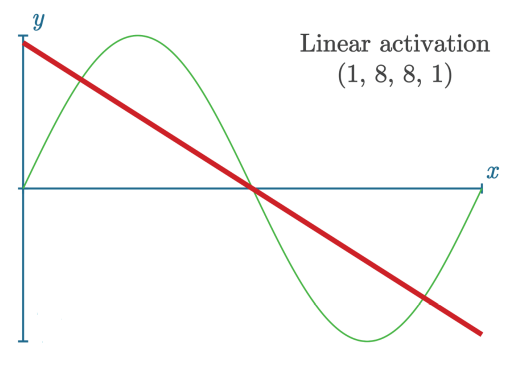 y
Linear activation
(1, 8, 8, 1)
x